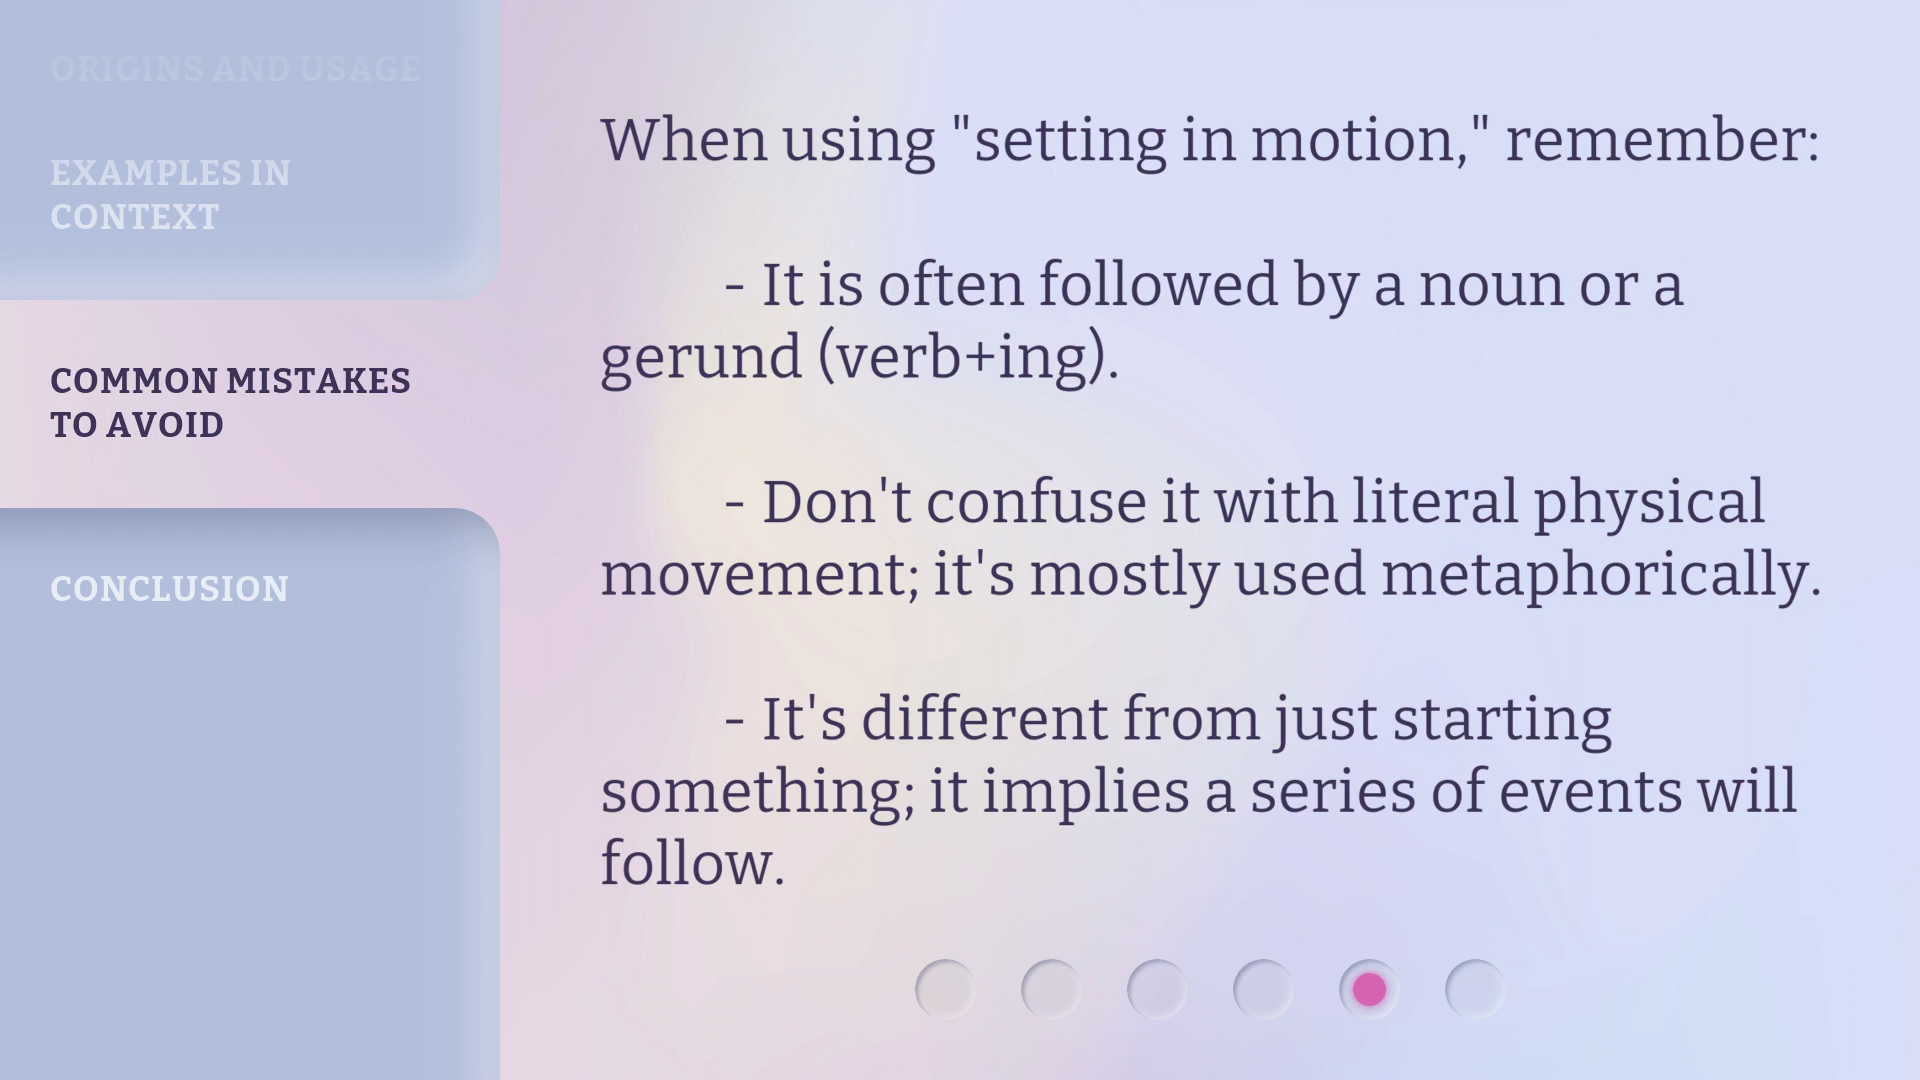 ORIGINS AND USAGE
EXAMPLES IN
CONTEXT
COMMON MISTAKES
TO AVOID
CONCLUSION
When using "setting in motion," remember:
- It is often followed by a noun or a
gerund (verb+ing).
- Don't confuse it with literal physical
movement; it's mostly used metaphorically.
- It's different from just starting
something; it implies a series of events will
follow.